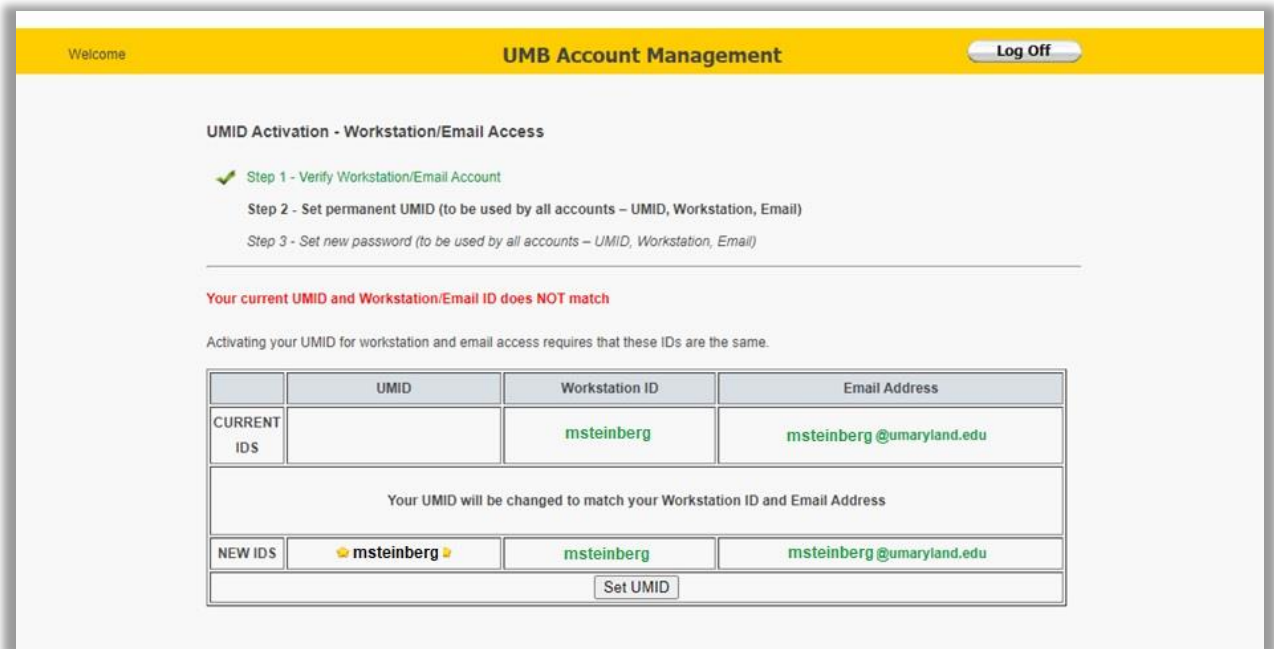 Welcome
UMB Account Management
Log Off
UMID Activation - Workstation/Email Access
Step 1 - Verify Workstation/Email Account
Step 2 - Set permanent UMID (to be used by all accounts – UMID, Workstation, Email)
Step 3 - Set new password (to be used by all accounts – UMID, Workstation, Email)
Your current UMID and Workstation/Email ID does NOT match
Activating your UMID for workstation and email access requires that these IDs are the same.
UMID Workstation ID Email Address
CURRENT IDS msteinberg msteinberg@umaryland.edu
Your UMID will be changed to match your Workstation ID and Email Address
NEW IDS msteinberg msteinberg msteinberg@umaryland.edu
Set UMID